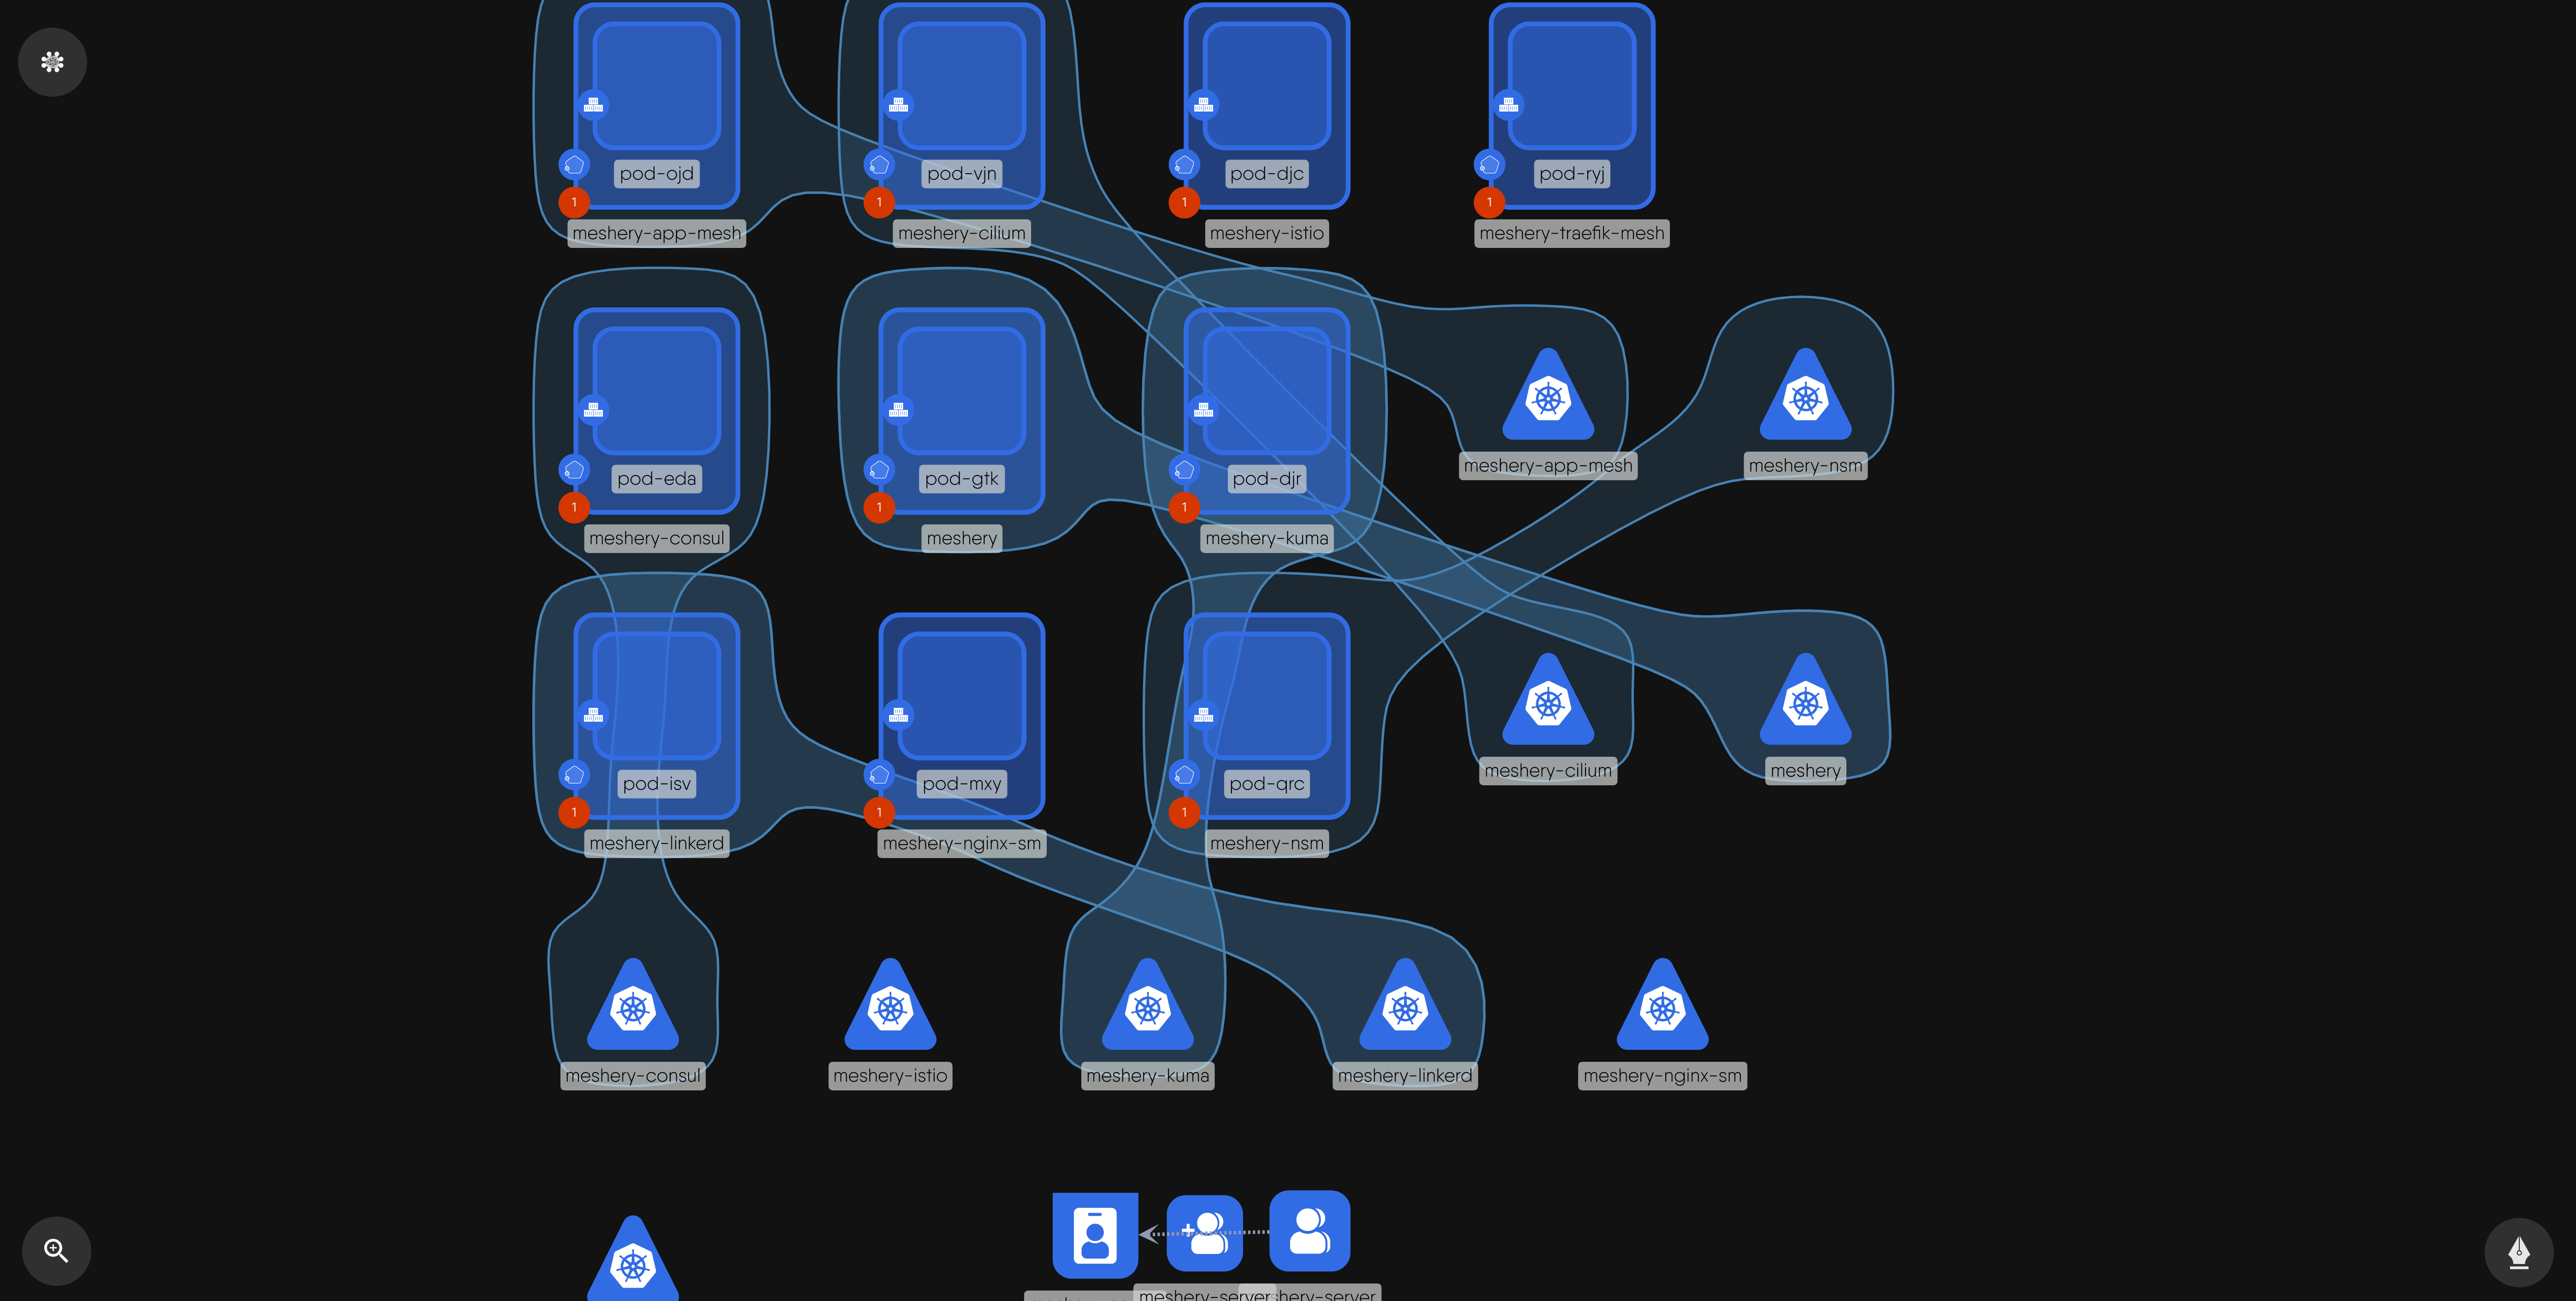 pod-ojd
pod-vjn
pod-djc
pod-ryj
1
1
1
1
meshery-app-mesh
meshery-cilium
meshery-istio
meshery-traefik-mesh
meshery-app-mesh
meshery-nsm
pod-eda
pod-gtk
pod-djr
1
1
1
meshery-consul
meshery
meshery-kuma
meshery-cilium
meshery
pod-isv
pod-mxy
pod-qrc
1
1
1
meshery-linkerd
meshery-nginx-sm
meshery-nsm
meshery-consul
meshery-istio
meshery-kuma
meshery-linkerd
meshery-nginx-sm
meshery-server
hery-server